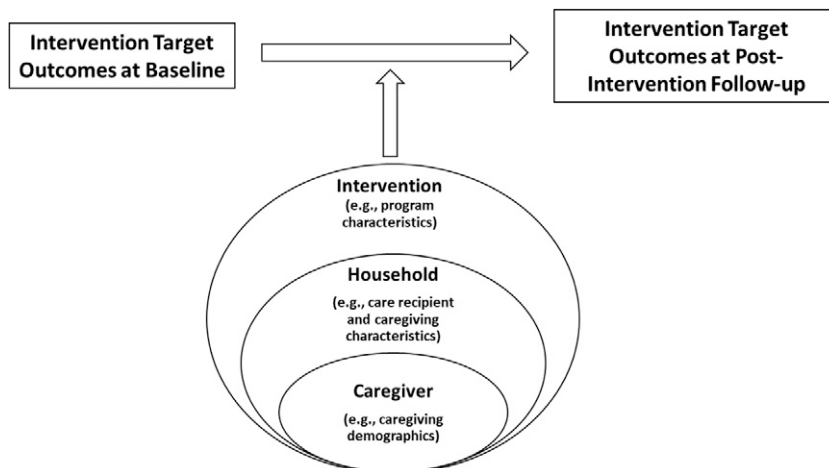 Intervention Target
Outcomes at Baseline
Intervention Target
Outcomes at Post-
Intervention Follow-up
Intervention
(e.g., program
characteristics)
Household
(e.g., care recipient
and caregiving
characteristics)
Caregiver
(e.g., caregiving
demographics)